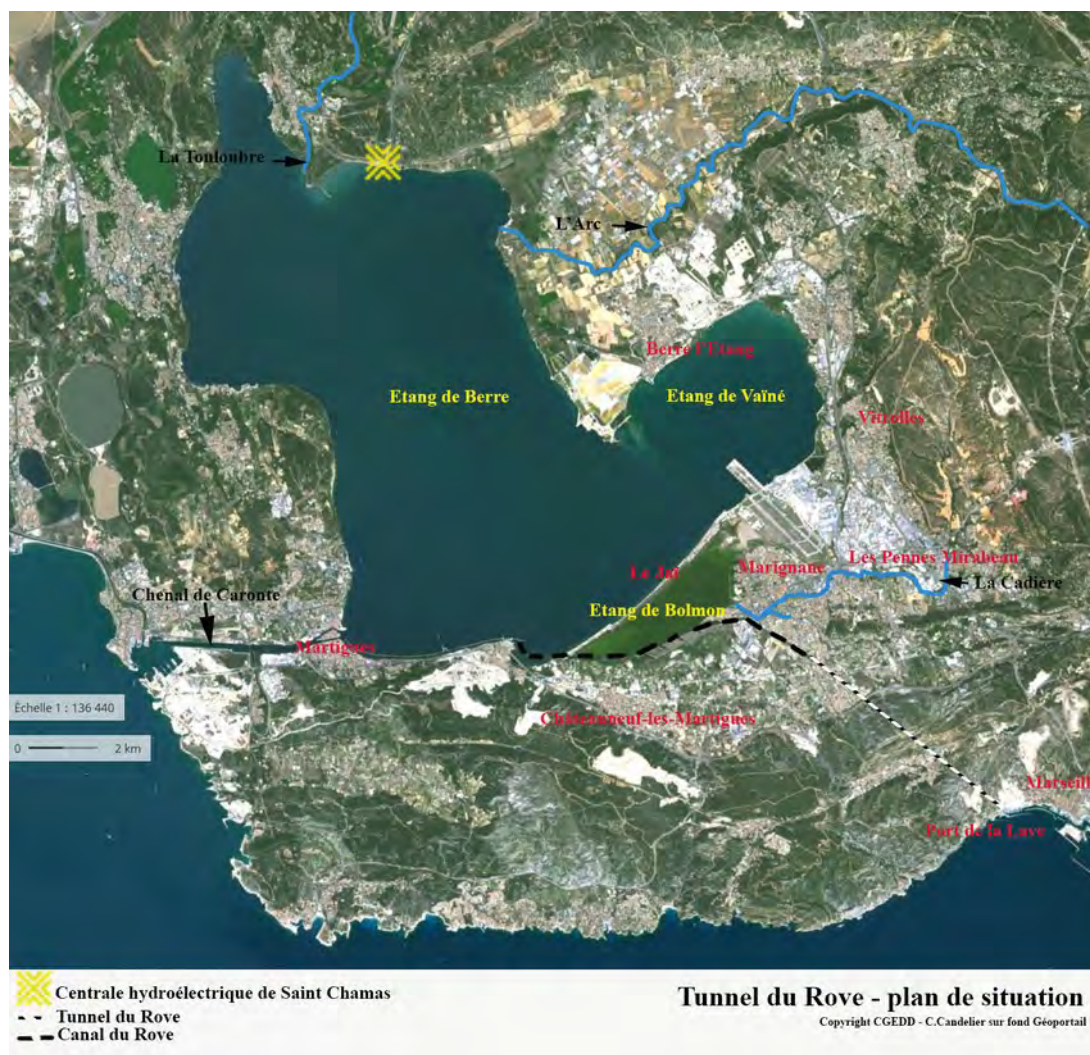 La Touloubre
L'Arc
Berre l'Etang
Etang de Berre
Etang de Vaïné
Vitrolles
Les Pennes Mirabeau
Le Jaï
Marignane
La Cadière
Chenal de Caronte
Etang de Bolmon
Martigues
Échelle 1 : 136 440
Châteauneuf-les-Martigues
0 2 km
Marseill
Port de la Lave
Centrale hydroélectrique de Saint Chamas
Tunnel du Rove
Canal du Rove
Tunnel du Rove - plan de situation
Copyright CGEDD - C.Candelier sur fond Géoportail